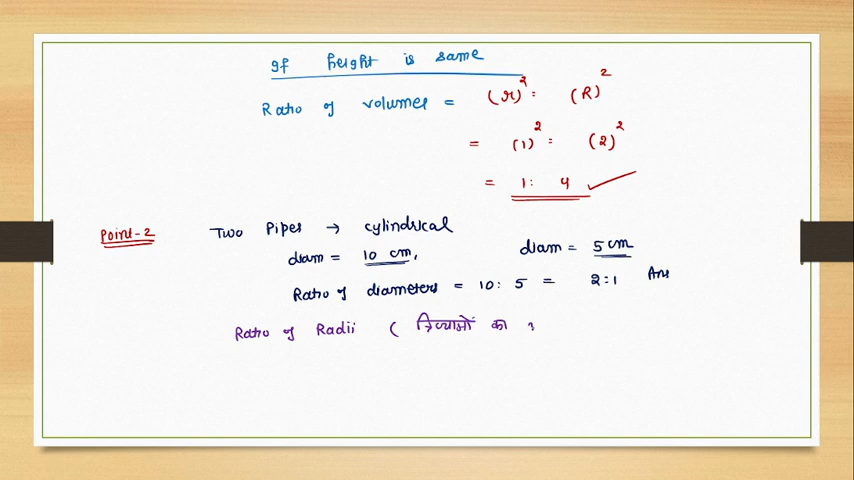 If height is same
Ratio of volumes = (r)² : (R)²
= (1)² : (2)²
= 1 : 4
Point-2 Two Pipes → cylindrical
diam = 10 cm, diam = 5 cm
Ratio of diameters = 10 : 5 = 2 : 1 Ans
Ratio of Radii ( त्रिज्याओं का